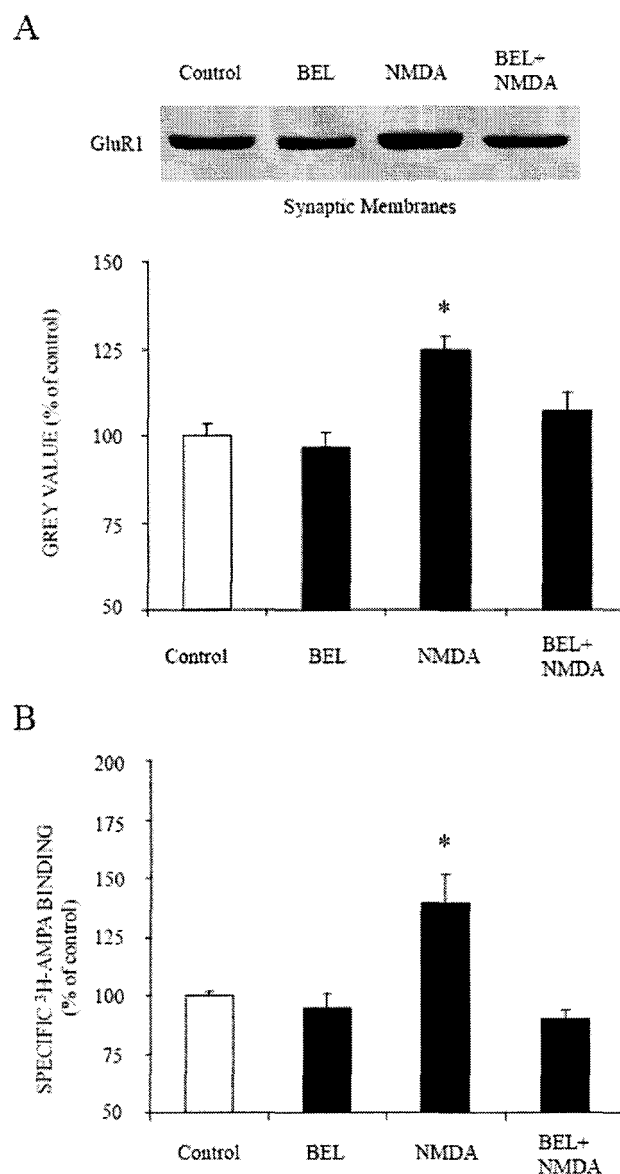 A
Control BEL NMDA BEL+
NMDA
GluR1
Synaptic Membranes
150
125
100
75
50
GREY VALUE (% of control)
*
Control BEL NMDA BEL+
NMDA
B
200
175
150
125
100
75
50
SPECIFIC ³H-AMPA BINDING
(% of control)
*
Control BEL NMDA BEL+
NMDA